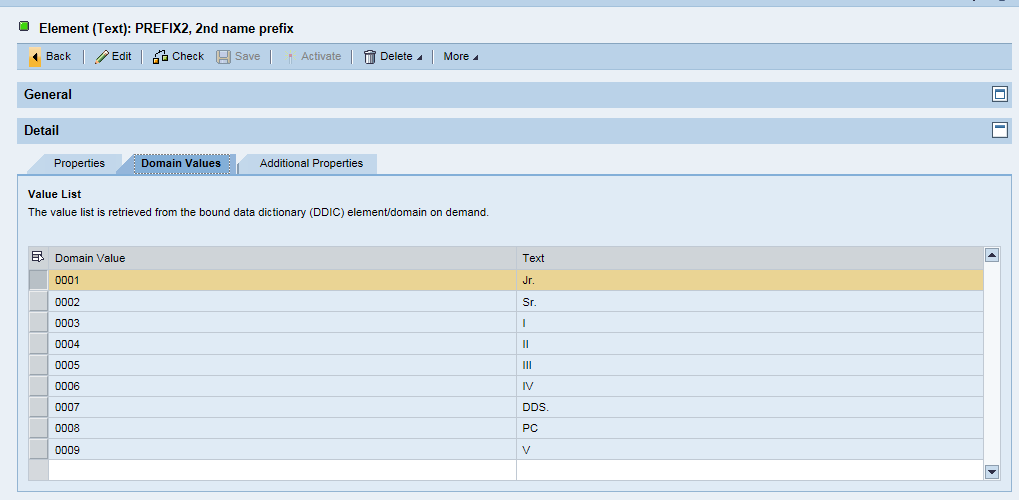 Element (Text): PREFIX2, 2nd name prefix
Back Edit Check Save Activate Delete More
General
Detail
Properties Domain Values Additional Properties
Value List
The value list is retrieved from the bound data dictionary (DDIC) element/domain on demand.
Domain Value Text
0001 Jr.
0002 Sr.
0003 I
0004 II
0005 III
0006 IV
0007 DDS.
0008 PC
0009 V